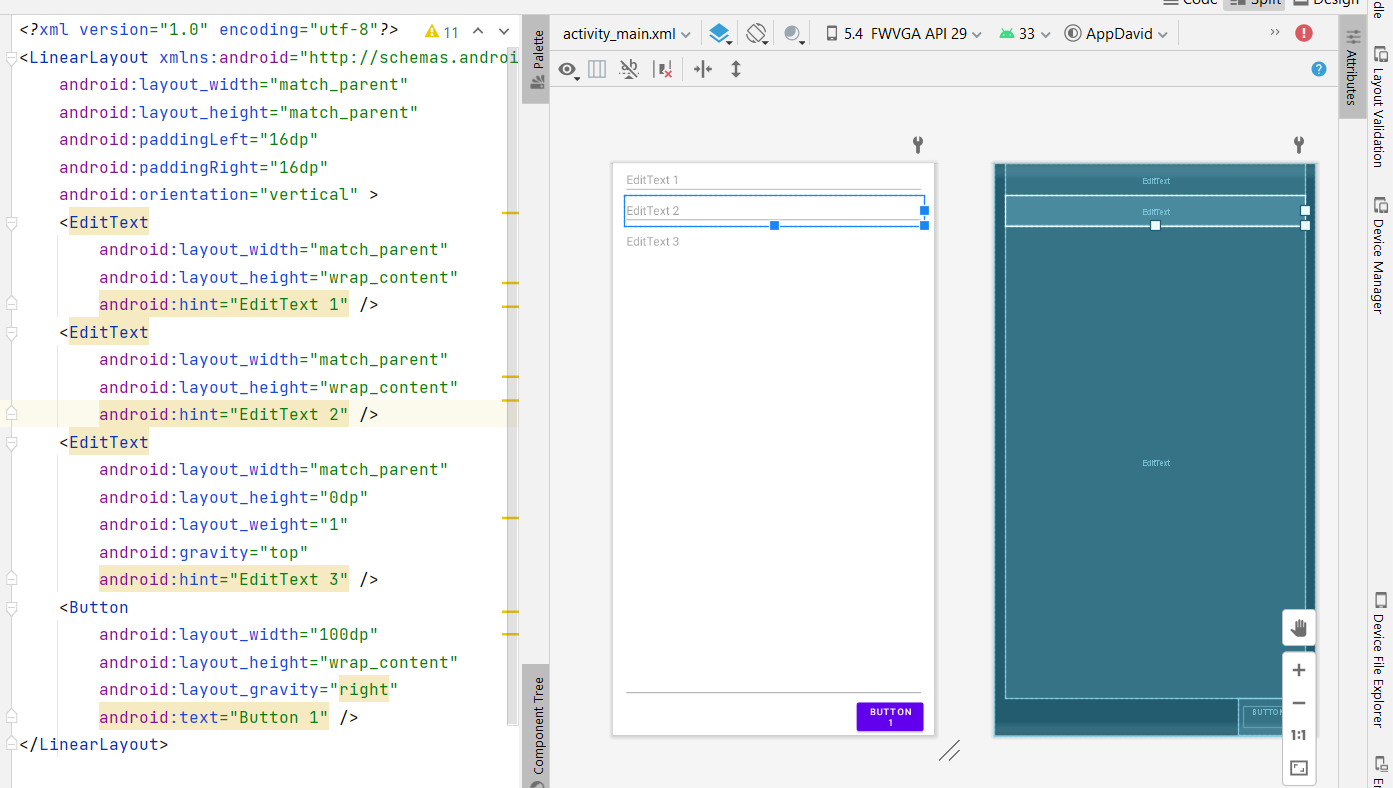 Code
Split
Design
<?xml version="1.0" encoding="utf-8"?>
11
<LinearLayout xmlns:android="http://schemas.androi
android:layout_width="match_parent"
android:layout_height="match_parent"
android:paddingLeft="16dp"
android:paddingRight="16dp"
android:orientation="vertical" >
<EditText
android:layout_width="match_parent"
android:layout_height="wrap_content"
android:hint="EditText 1" />
<EditText
android:layout_width="match_parent"
android:layout_height="wrap_content"
android:hint="EditText 2" />
<EditText
android:layout_width="match_parent"
android:layout_height="0dp"
android:layout_weight="1"
android:gravity="top"
android:hint="EditText 3" />
<Button
android:layout_width="100dp"
android:layout_height="wrap_content"
android:layout_gravity="right"
android:text="Button 1" />
</LinearLayout>
Palette
Component Tree
activity_main.xml
5.4 FWVGA API 29
33
AppDavid
EditText 1
EditText 2
EditText 3
BUTTON
1
EditText
EditText
EditText
1:1
Attributes
Layout Validation
Device Manager
Device File Explorer